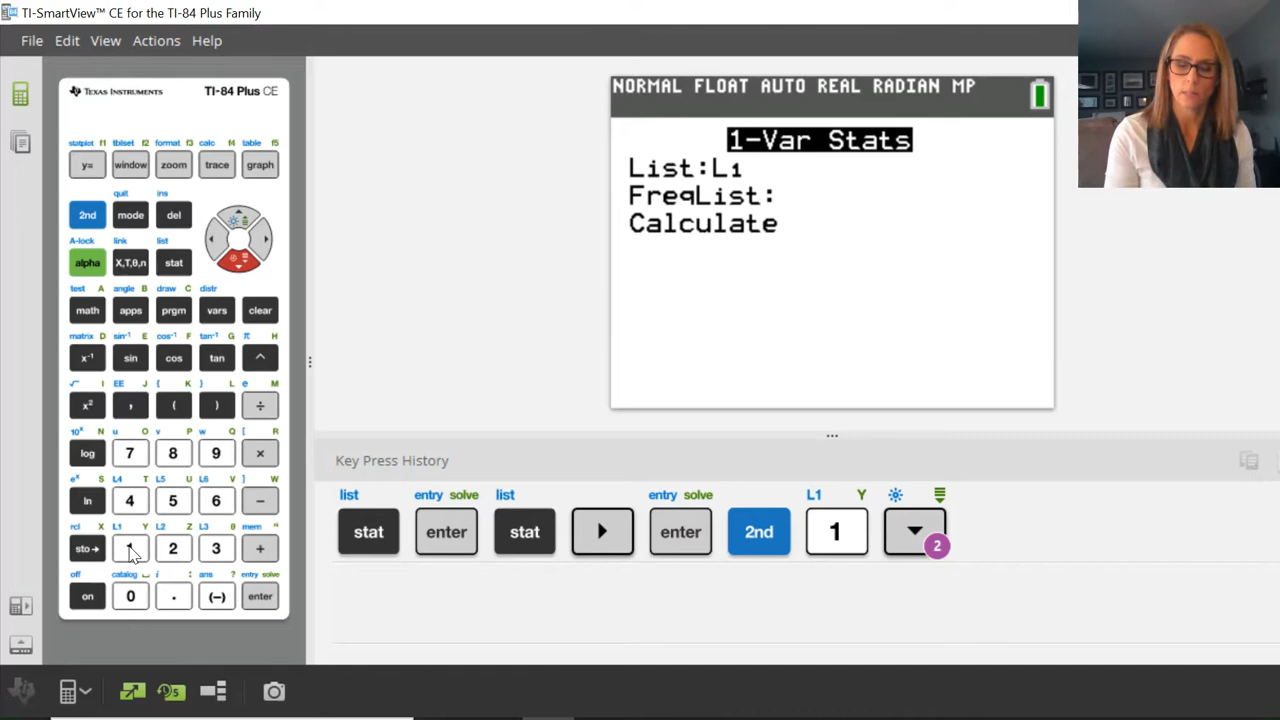 TI-SmartView™ CE for the TI-84 Plus Family
File Edit View Actions Help
TEXAS INSTRUMENTS TI-84 Plus CE
statplot f1 tblset f2 format f3 calc f4 table f5
y= window zoom trace graph
quit ins
2nd mode del
A-lock link list
alpha X,T,θ,n stat
test A angle B draw C distr
math apps prgm vars clear
matrix D sin⁻¹ E cos⁻¹ F tan⁻¹ G π H
x⁻¹ sin cos tan ^
√ I EE J { K } L e M
x² , ( ) ÷
10ˣ N u O v P w Q [ R
log 7 8 9 ×
eˣ S L4 T L5 U L6 V ] W
ln 4 5 6 −
rcl X L1 Y L2 Z L3 θ mem "
sto→ 1 2 3 +
off catalog ⎵ i : ans ? entry solve
on 0 . (−) enter
NORMAL FLOAT AUTO REAL RADIAN MP
1-Var Stats
List:L1
FreqList:
Calculate
Key Press History
list entry solve list entry solve L1 Y
stat enter stat enter 2nd 1
2
5